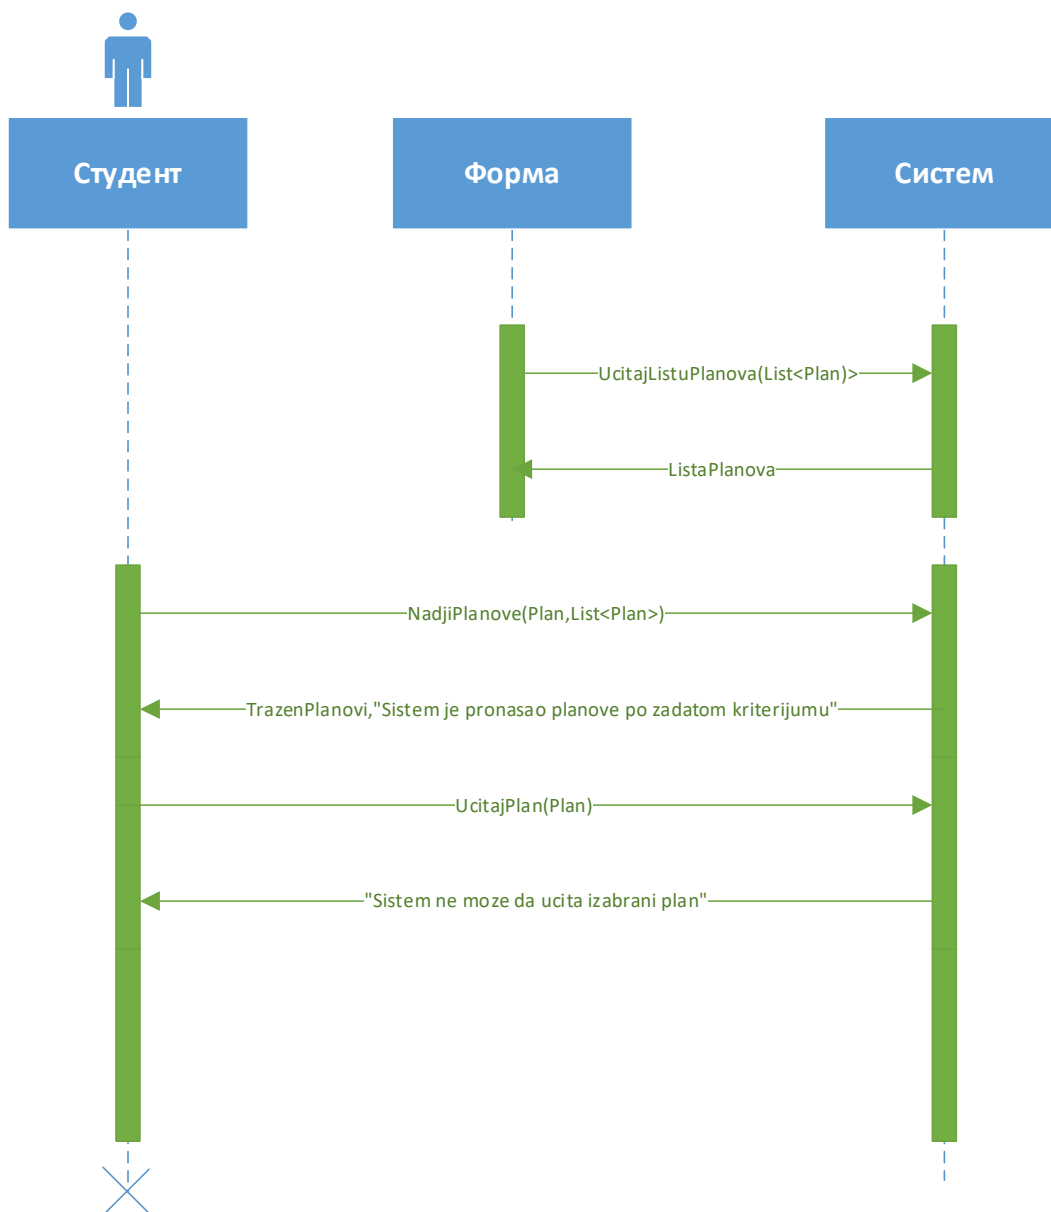 Студент
Форма
Систем
UcitajListuPlanova(List<Plan)>
ListaPlanova
NadjiPlanove(Plan,List<Plan>)
TrazenPlanovi,"Sistem je pronasao planove po zadatom kriterijumu"
UcitajPlan(Plan)
"Sistem ne moze da ucita izabrani plan"